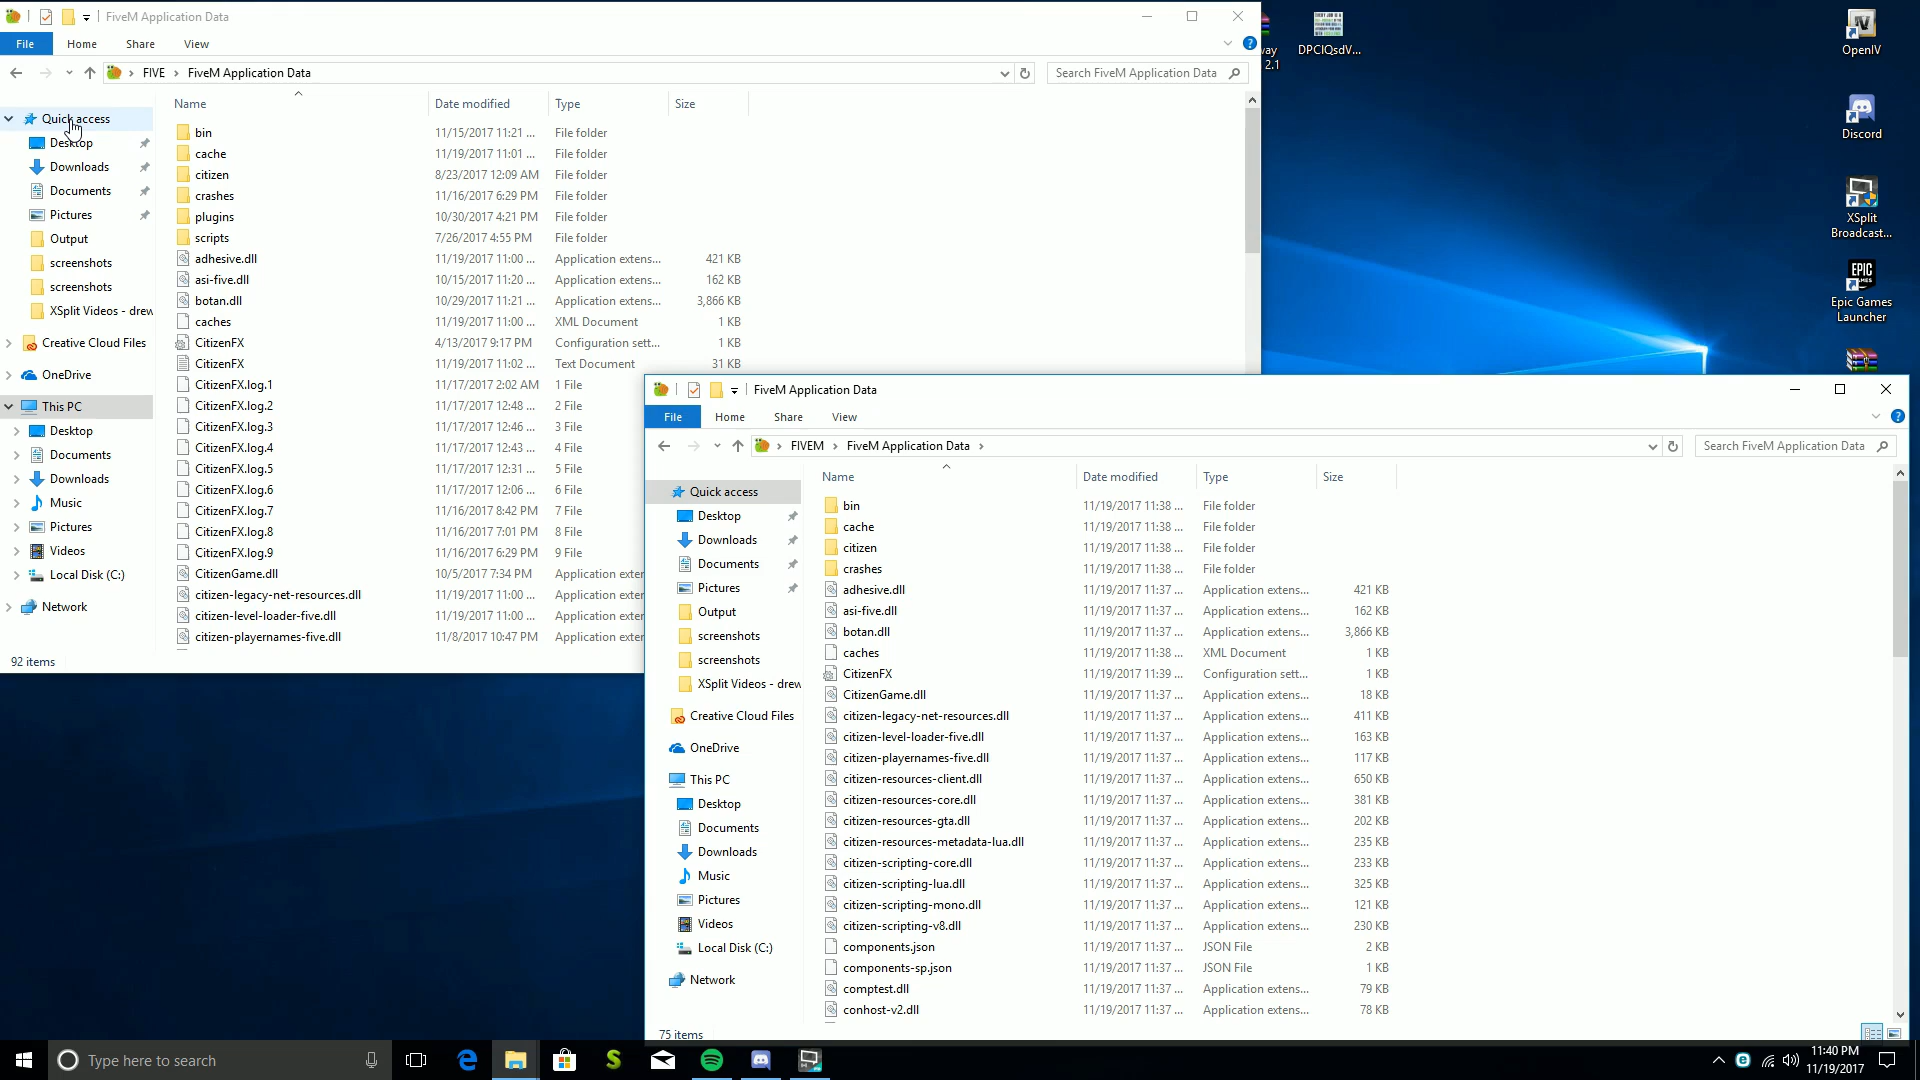 FiveM Application Data
File Home Share View
FIVE FiveM Application Data Search FiveM Application Data
Name Date modified Type Size
Quick access
Desktop
Downloads
Documents
Pictures
Output
screenshots
screenshots
XSplit Videos - drew
Creative Cloud Files
OneDrive
This PC
Desktop
Documents
Downloads
Music
Pictures
Videos
Local Disk (C:)
Network
bin 11/15/2017 11:21 ... File folder
cache 11/19/2017 11:01 ... File folder
citizen 8/23/2017 12:09 AM File folder
crashes 11/16/2017 6:29 PM File folder
plugins 10/30/2017 4:21 PM File folder
scripts 7/26/2017 4:55 PM File folder
adhesive.dll 11/19/2017 11:00 ... Application extens... 421 KB
asi-five.dll 10/15/2017 11:20 ... Application extens... 162 KB
botan.dll 10/29/2017 11:21 ... Application extens... 3,866 KB
caches 11/19/2017 11:00 ... XML Document 1 KB
CitizenFX 4/13/2017 9:17 PM Configuration sett... 1 KB
CitizenFX 11/19/2017 11:02 ... Text Document 31 KB
CitizenFX.log.1 11/17/2017 2:02 AM 1 File
CitizenFX.log.2 11/17/2017 12:48 ... 2 File
CitizenFX.log.3 11/17/2017 12:46 ... 3 File
CitizenFX.log.4 11/17/2017 12:43 ... 4 File
CitizenFX.log.5 11/17/2017 12:31 ... 5 File
CitizenFX.log.6 11/17/2017 12:06 ... 6 File
CitizenFX.log.7 11/16/2017 8:42 PM 7 File
CitizenFX.log.8 11/16/2017 7:01 PM 8 File
CitizenFX.log.9 11/16/2017 6:29 PM 9 File
CitizenGame.dll 10/5/2017 7:34 PM Application exter
citizen-legacy-net-resources.dll 11/19/2017 11:00 ... Application exter
citizen-level-loader-five.dll 11/19/2017 11:00 ... Application exter
citizen-playernames-five.dll 11/8/2017 10:47 PM Application exter
92 items
way
2.1
DPCIQsdV...
OpenIV
Discord
XSplit
Broadcast...
EPIC
GAMES
Epic Games
Launcher
FiveM Application Data
File Home Share View
FIVEM FiveM Application Data Search FiveM Application Data
Name Date modified Type Size
Quick access
Desktop
Downloads
Documents
Pictures
Output
screenshots
screenshots
XSplit Videos - drew
Creative Cloud Files
OneDrive
This PC
Desktop
Documents
Downloads
Music
Pictures
Videos
Local Disk (C:)
Network
bin 11/19/2017 11:38 ... File folder
cache 11/19/2017 11:38 ... File folder
citizen 11/19/2017 11:38 ... File folder
crashes 11/19/2017 11:38 ... File folder
adhesive.dll 11/19/2017 11:37 ... Application extens... 421 KB
asi-five.dll 11/19/2017 11:37 ... Application extens... 162 KB
botan.dll 11/19/2017 11:37 ... Application extens... 3,866 KB
caches 11/19/2017 11:38 ... XML Document 1 KB
CitizenFX 11/19/2017 11:39 ... Configuration sett... 1 KB
CitizenGame.dll 11/19/2017 11:37 ... Application extens... 18 KB
citizen-legacy-net-resources.dll 11/19/2017 11:37 ... Application extens... 411 KB
citizen-level-loader-five.dll 11/19/2017 11:37 ... Application extens... 163 KB
citizen-playernames-five.dll 11/19/2017 11:37 ... Application extens... 117 KB
citizen-resources-client.dll 11/19/2017 11:37 ... Application extens... 650 KB
citizen-resources-core.dll 11/19/2017 11:37 ... Application extens... 381 KB
citizen-resources-gta.dll 11/19/2017 11:37 ... Application extens... 202 KB
citizen-resources-metadata-lua.dll 11/19/2017 11:37 ... Application extens... 235 KB
citizen-scripting-core.dll 11/19/2017 11:37 ... Application extens... 233 KB
citizen-scripting-lua.dll 11/19/2017 11:37 ... Application extens... 325 KB
citizen-scripting-mono.dll 11/19/2017 11:37 ... Application extens... 121 KB
citizen-scripting-v8.dll 11/19/2017 11:37 ... Application extens... 230 KB
components.json 11/19/2017 11:37 ... JSON File 2 KB
components-sp.json 11/19/2017 11:37 ... JSON File 1 KB
comptest.dll 11/19/2017 11:37 ... Application extens... 79 KB
conhost-v2.dll 11/19/2017 11:37 ... Application extens... 78 KB
75 items
Type here to search
11:40 PM
11/19/2017